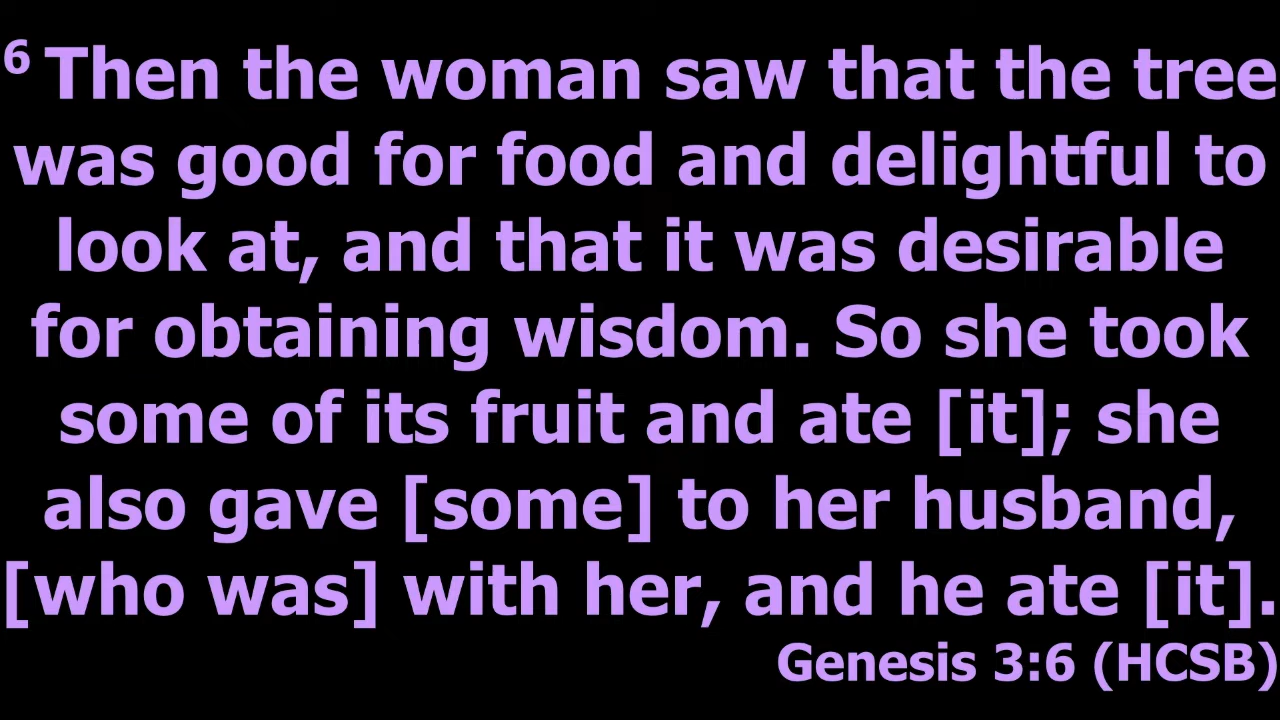 6 Then the woman saw that the tree
was good for food and delightful to
look at, and that it was desirable
for obtaining wisdom. So she took
some of its fruit and ate [it]; she
also gave [some] to her husband,
[who was] with her, and he ate [it].
Genesis 3:6 (HCSB)